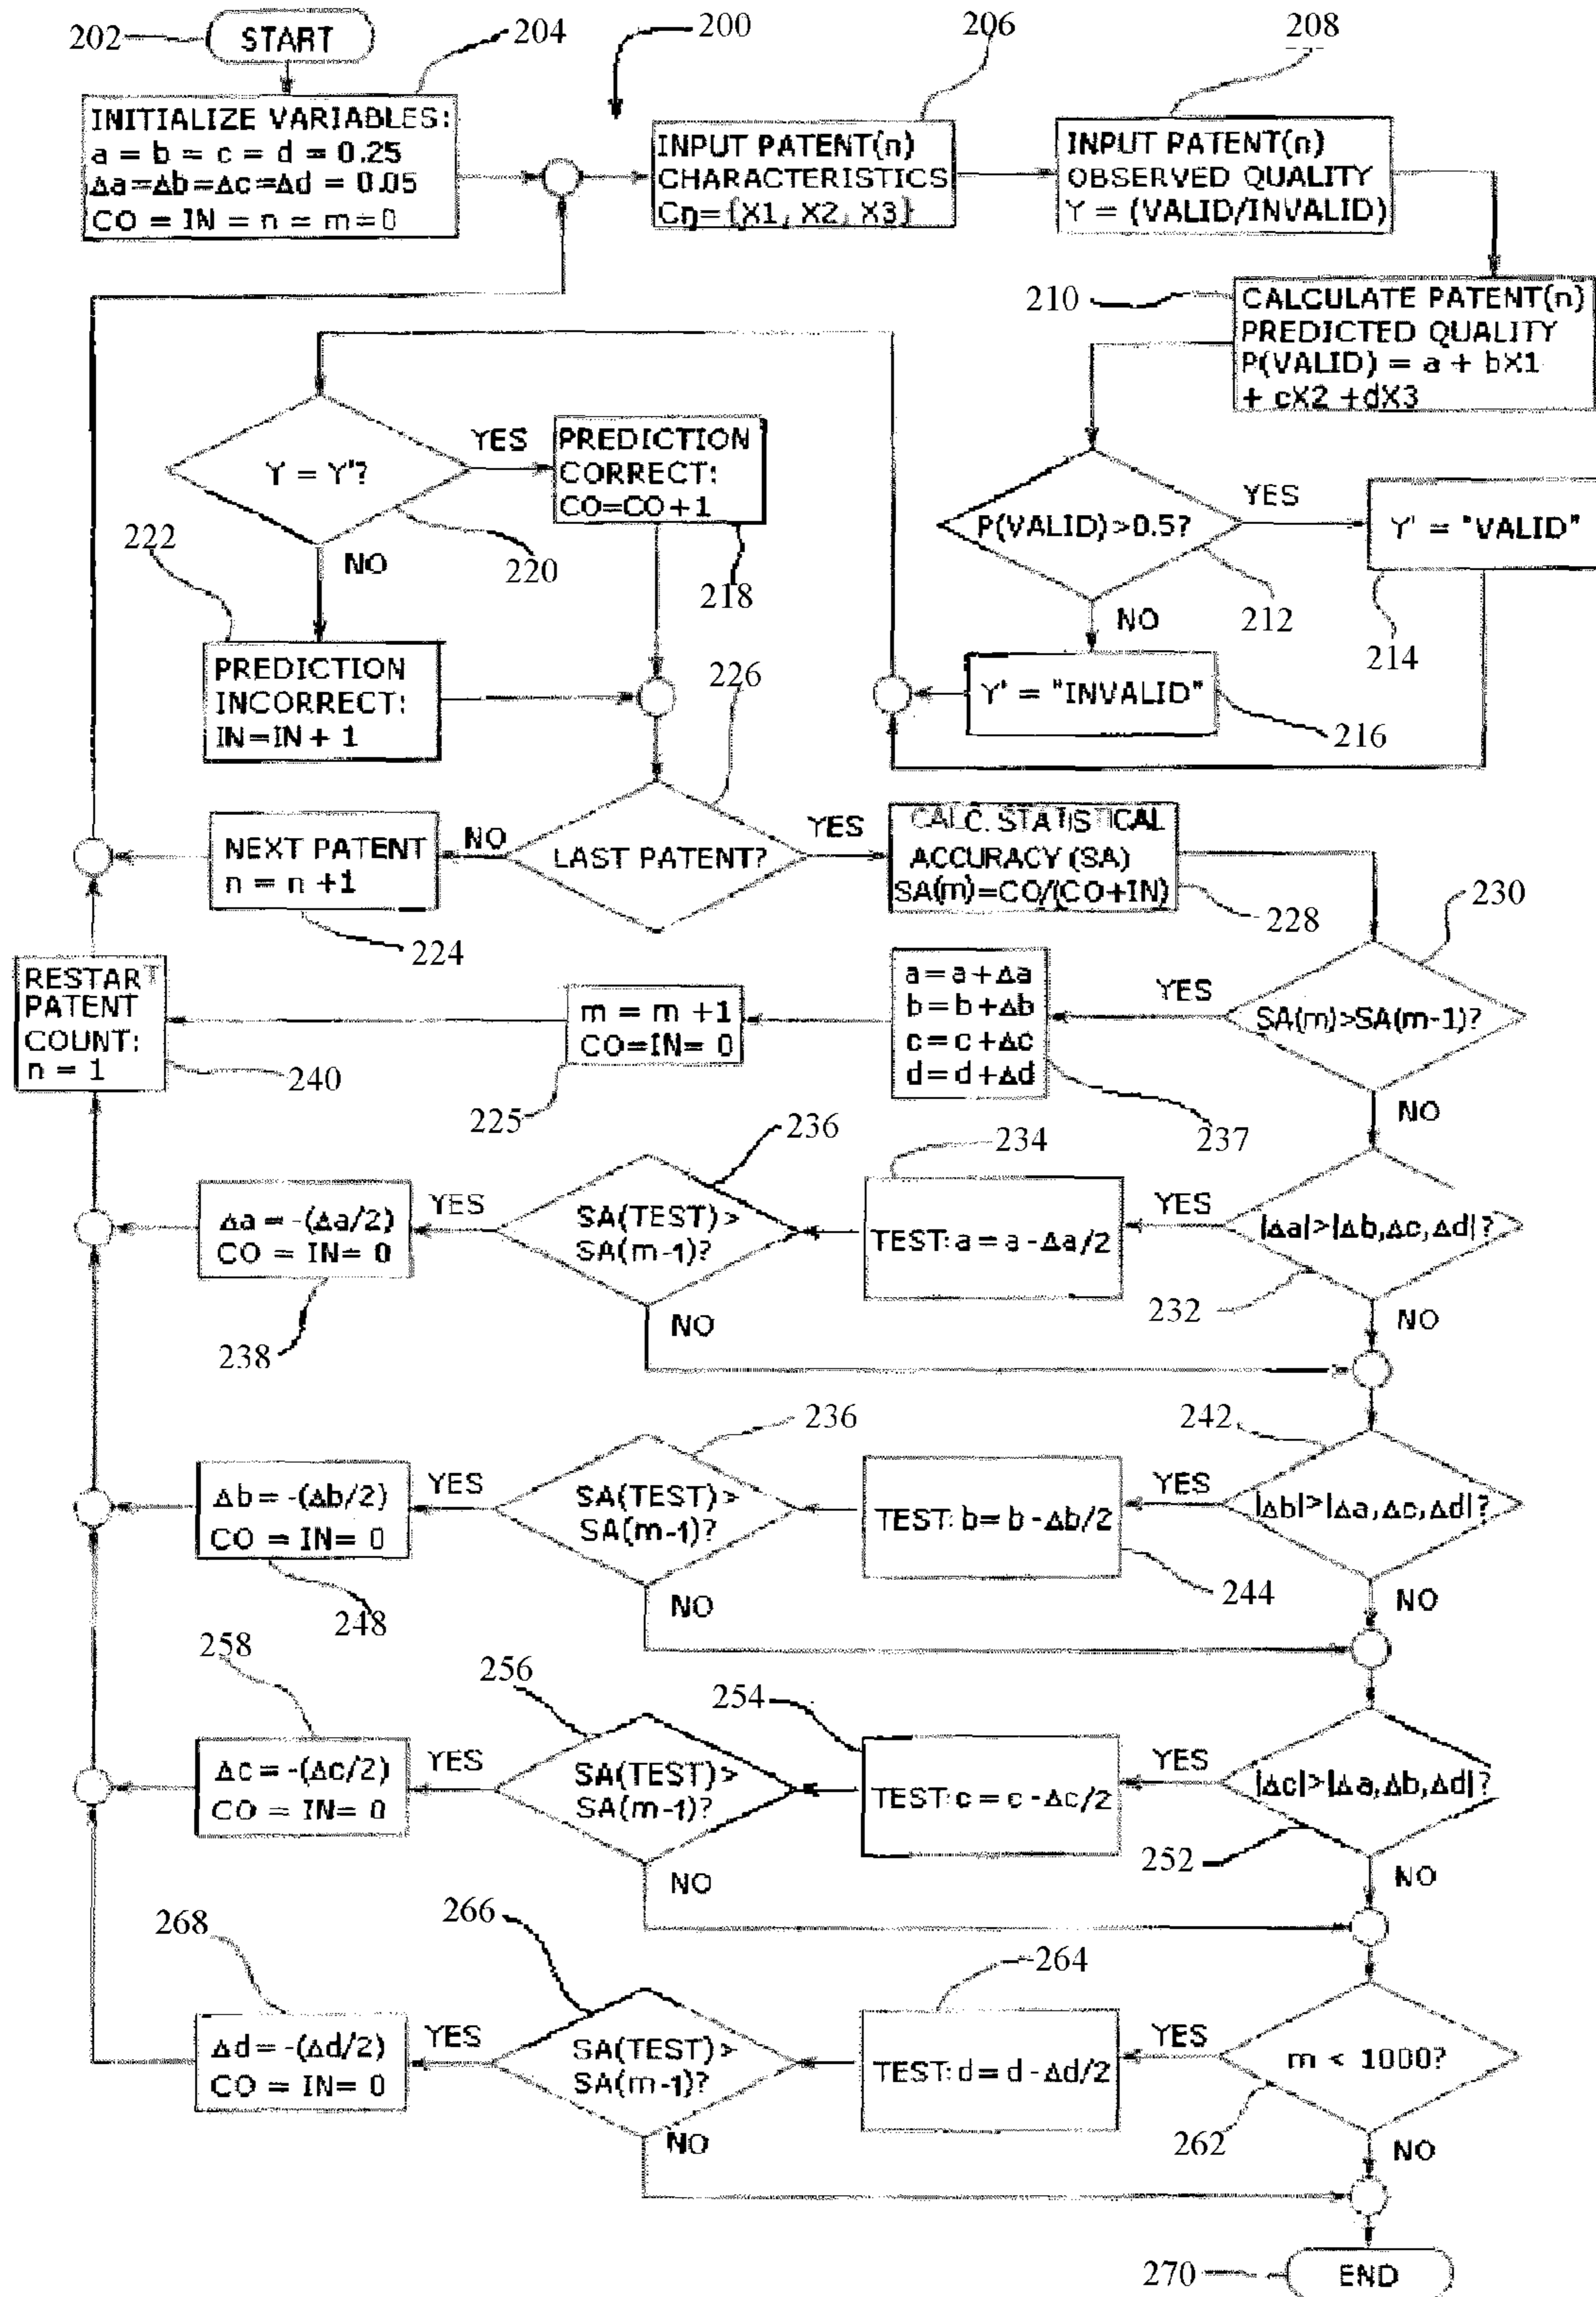 202
START
204
200
206
208
INITIALIZE VARIABLES:
a = b = c = d = 0.25
Δa=Δb=Δc=Δd = 0.05
CO = IN = n = m=0
INPUT PATENT(n)
CHARACTERISTICS
Cη={X1, X2, X3}
INPUT PATENT(n)
OBSERVED QUALITY
Y = (VALID/INVALID)
210
CALCULATE PATENT(n)
PREDICTED QUALITY
P(VALID) = a + bX1
+ cX2 +dX3
Y = Y'?
YES
NO
PREDICTION
CORRECT:
CO=CO+1
220
218
222
P(VALID)>0.5?
YES
NO
212
Y' = "VALID"
214
PREDICTION
INCORRECT:
IN=IN + 1
226
Y' = "INVALID"
216
NEXT PATENT
n = n +1
224
NO
LAST PATENT?
YES
CALC. STATISTICAL
ACCURACY (SA)
SA(m)=CO/(CO+IN)
228
230
RESTART
PATENT
COUNT:
n = 1
240
m = m +1
CO=IN= 0
225
a=a+Δa
b=b+Δb
c=c+Δc
d=d+Δd
237
YES
SA(m)>SA(m-1)?
NO
236
234
Δa = -(Δa/2)
CO = IN= 0
238
YES
SA(TEST)>
SA(m-1)?
NO
TEST: a = a -Δa/2
YES
|Δa|>|Δb,Δc,Δd|?
232
NO
236
242
Δb= -(Δb/2)
CO = IN= 0
248
YES
SA(TEST)>
SA(m-1)?
NO
TEST: b= b -Δb/2
244
YES
|Δb|>|Δa,Δc,Δd|?
NO
258
256
254
Δc= -(Δc/2)
CO = IN= 0
YES
SA(TEST)>
SA(m-1)?
NO
TEST: c = c -Δc/2
YES
|Δc|>|Δa,Δb,Δd|?
252
NO
268
266
264
Δd= -(Δd/2)
CO = IN= 0
YES
SA(TEST)>
SA(m-1)?
NO
TEST: d= d -Δd/2
YES
m < 1000?
262
NO
270
END